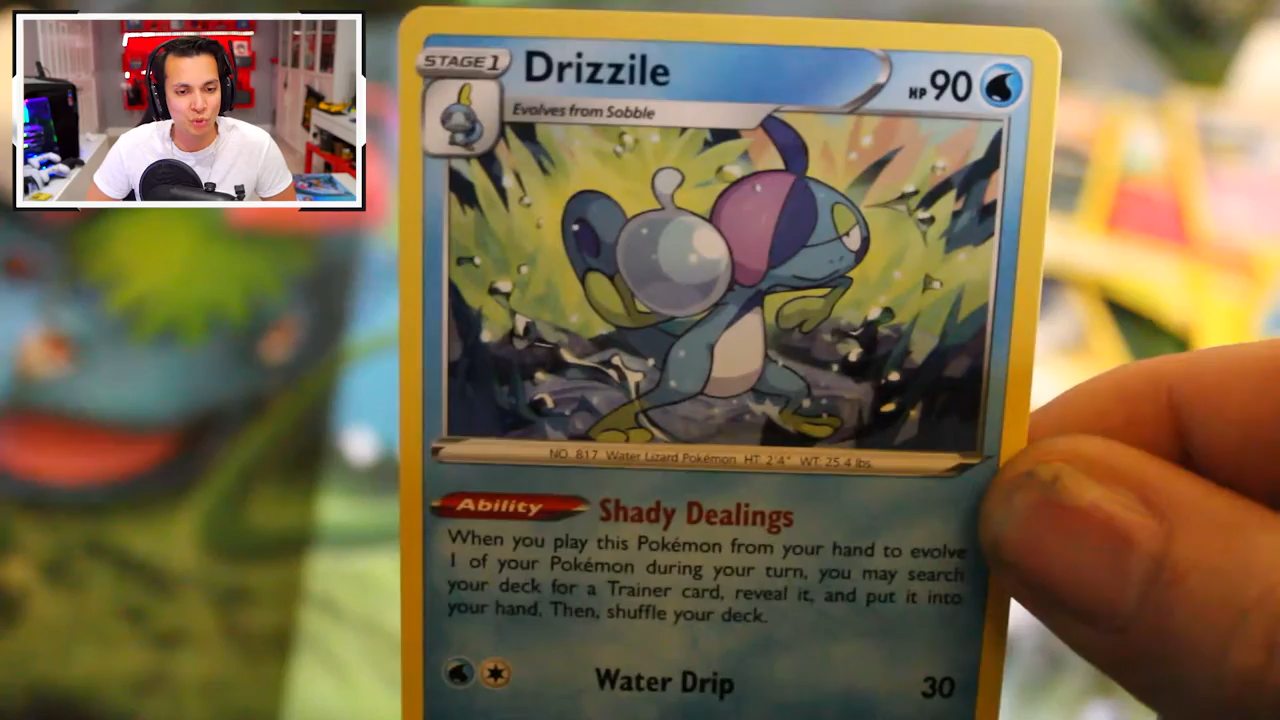 STAGE 1 Drizzile HP 90
Evolves from Sobble
NO. 817 Water Lizard Pokémon HT: 2'4" WT: 25.4 lbs.
Ability Shady Dealings
When you play this Pokémon from your hand to evolve
1 of your Pokémon during your turn, you may search
your deck for a Trainer card, reveal it, and put it into
your hand. Then, shuffle your deck.
Water Drip 30